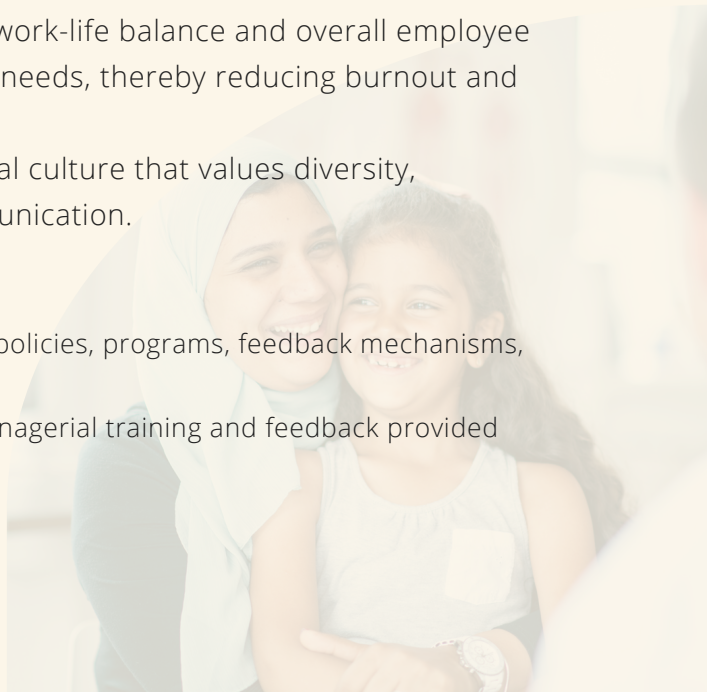 work-life balance and overall employee
needs, thereby reducing burnout and
al culture that values diversity,
unication.
policies, programs, feedback mechanisms,
nagerial training and feedback provided